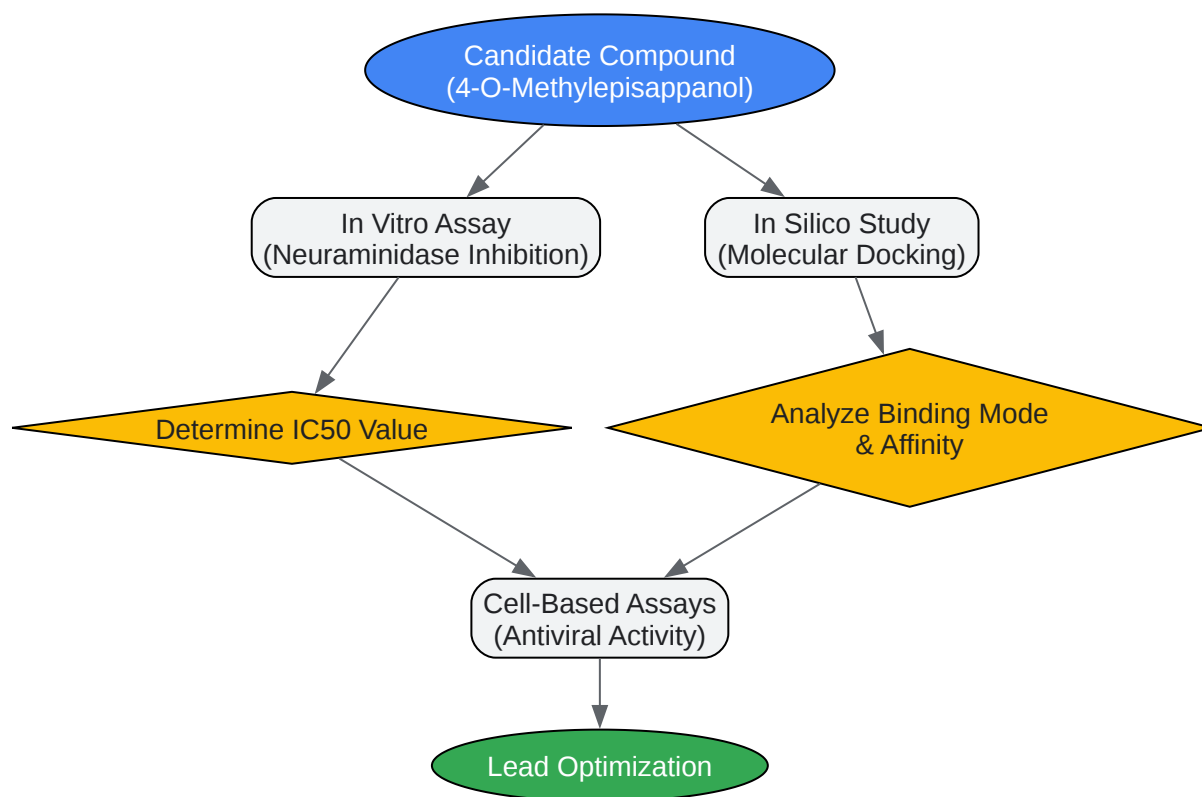 Candidate Compound
(4-O-Methylepisappanol)
In Vitro Assay
(Neuraminidase Inhibition)
In Silico Study
(Molecular Docking)
Determine IC50 Value
Analyze Binding Mode
& Affinity
Cell-Based Assays
(Antiviral Activity)
Lead Optimization